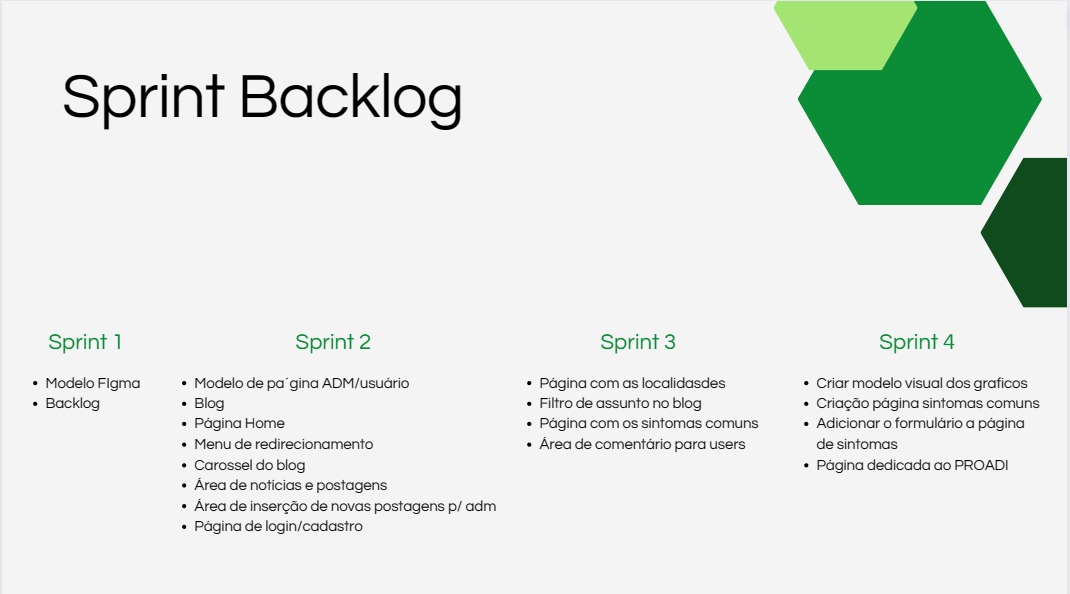 Sprint Backlog
Sprint 1
• Modelo FIgma
• Backlog
Sprint 2
• Modelo de pa´gina ADM/usuário
• Blog
• Página Home
• Menu de redirecionamento
• Carossel do blog
• Área de notícias e postagens
• Área de inserção de novas postagens p/ adm
• Página de login/cadastro
Sprint 3
• Página com as localidasdes
• Filtro de assunto no blog
• Página com os sintomas comuns
• Área de comentário para users
Sprint 4
• Criar modelo visual dos graficos
• Criação página sintomas comuns
• Adicionar o formulário a página
de sintomas
• Página dedicada ao PROADI